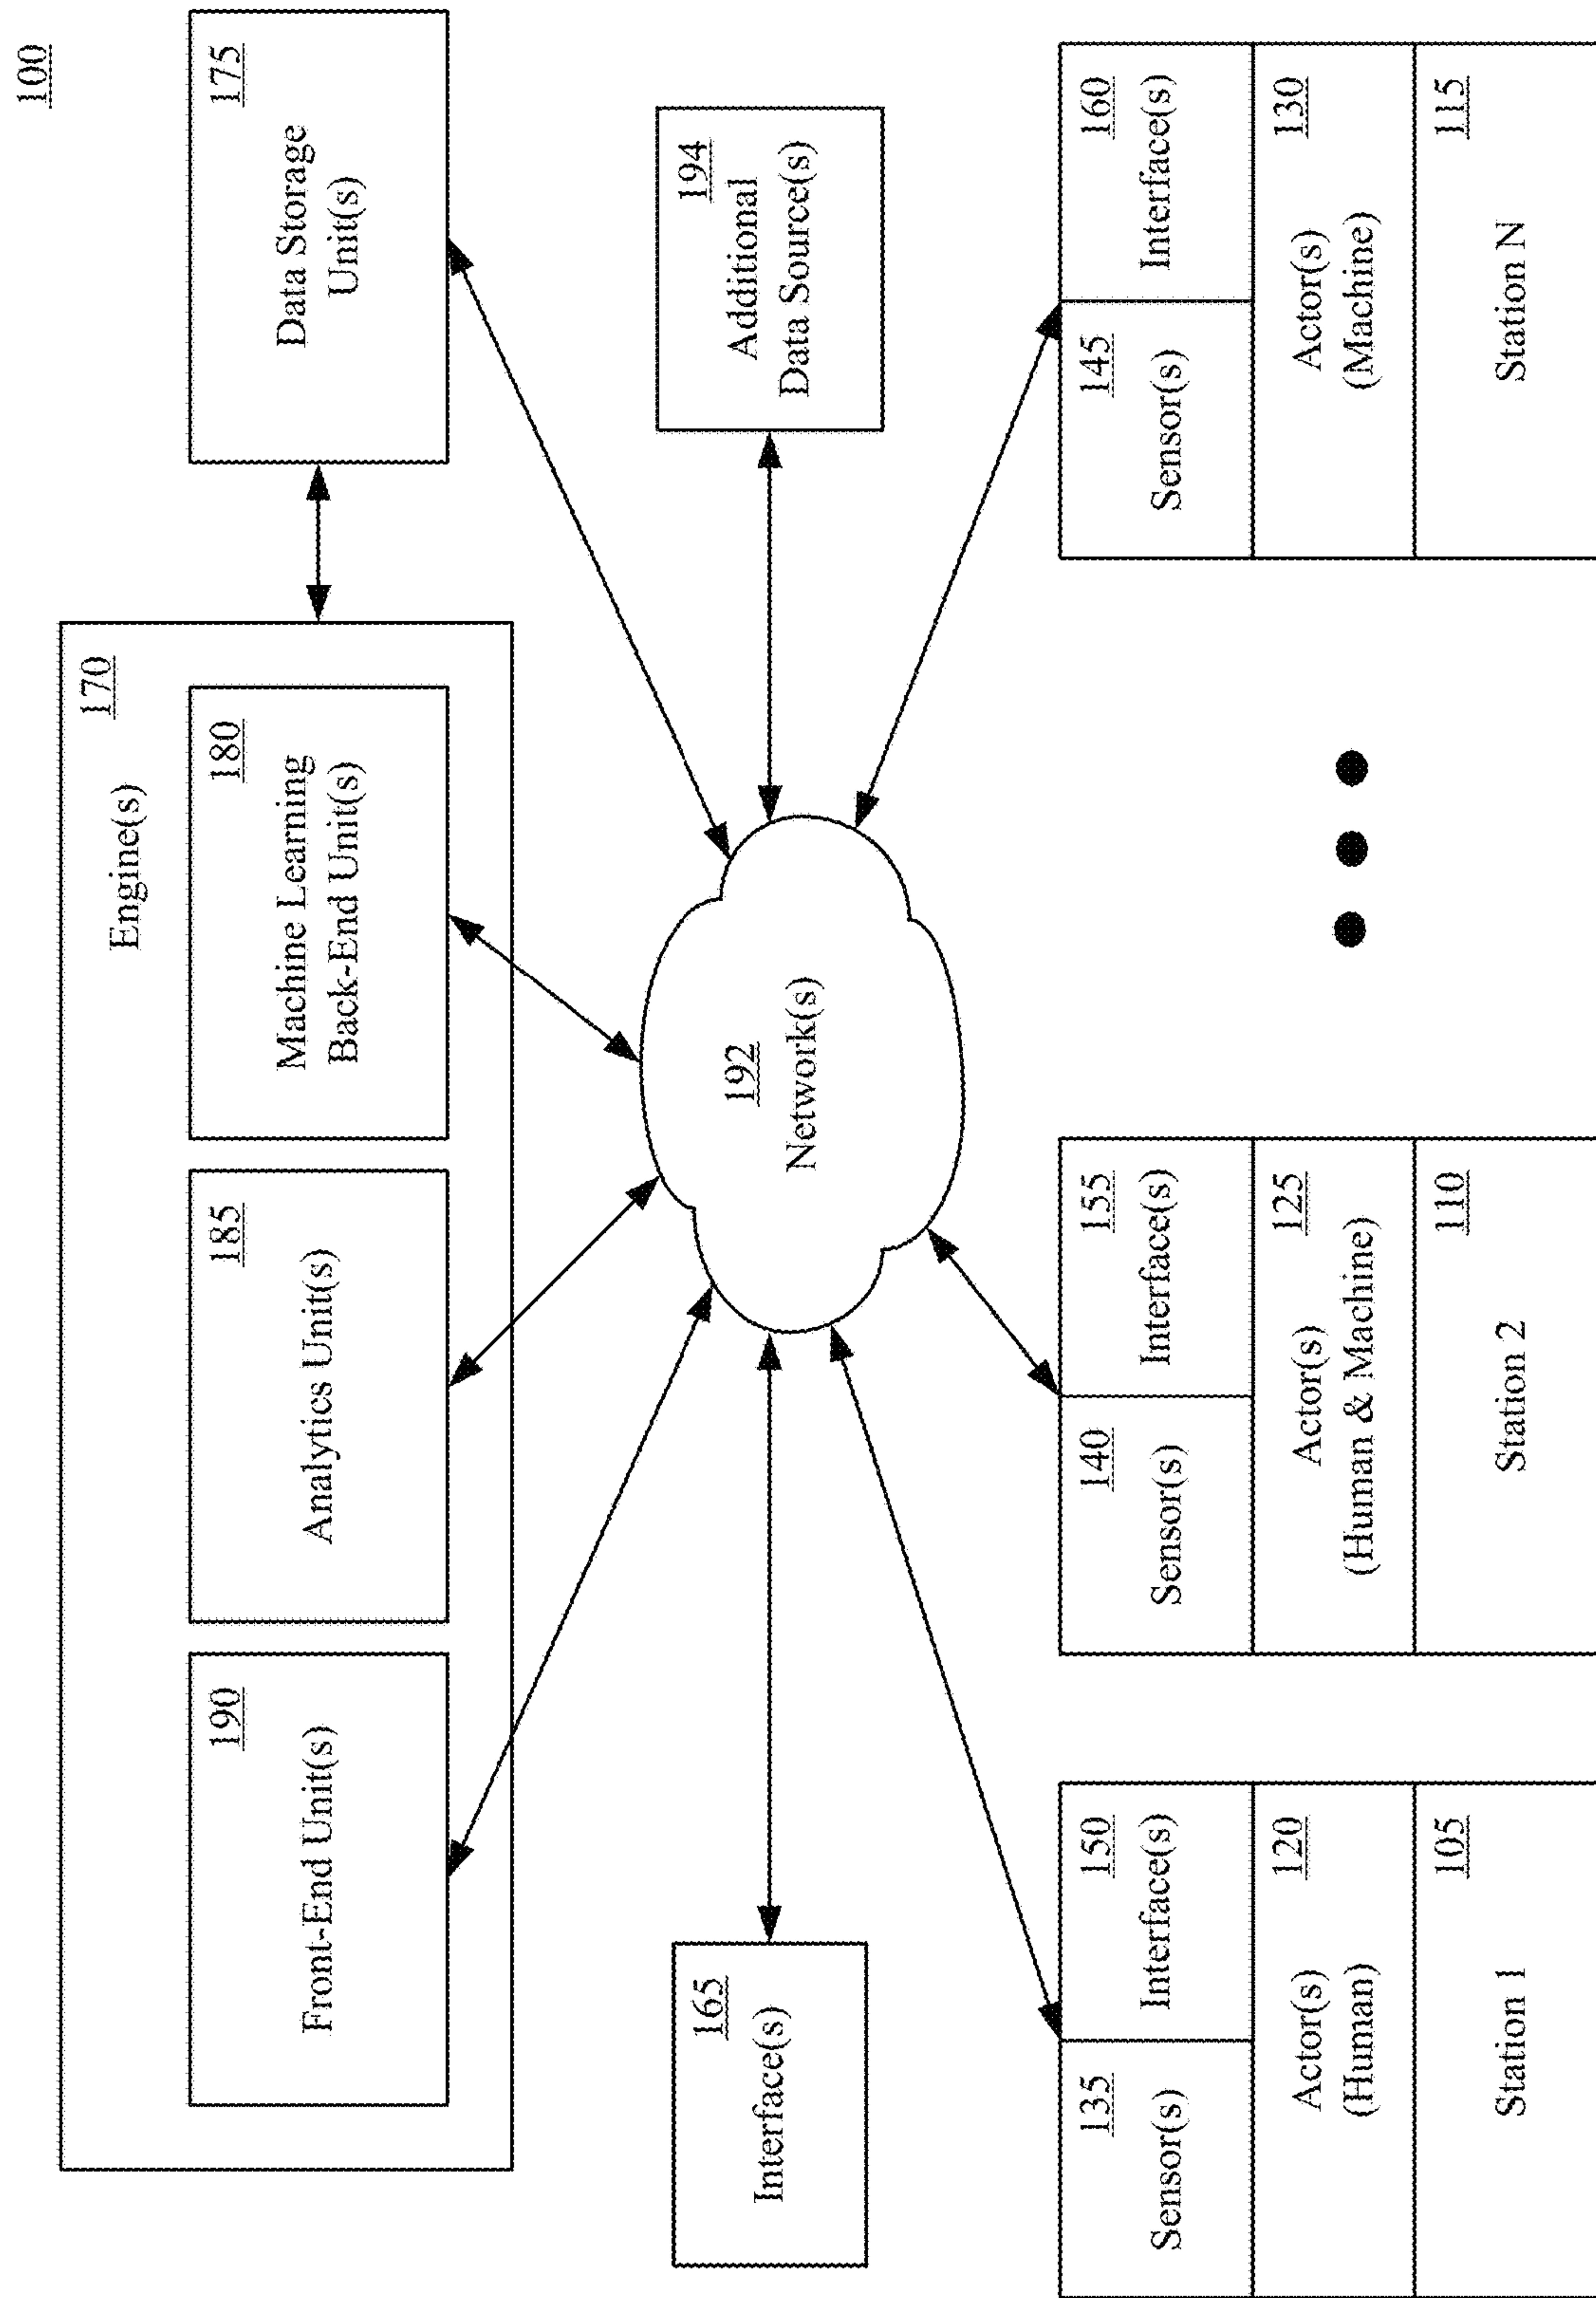 100
Engine(s)
170
190
Front-End Unit(s)
185
Analytics Unit(s)
180
Machine Learning
Back-End Unit(s)
175
Data Storage
Unit(s)
165
Interface(s)
192
Network(s)
194
Additional
Data Source(s)
135
Sensor(s)
150
Interface(s)
120
Actor(s)
(Human)
105
Station 1
140
Sensor(s)
155
Interface(s)
125
Actor(s)
(Human & Machine)
110
Station 2
145
Sensor(s)
160
Interface(s)
130
Actor(s)
(Machine)
115
Station N